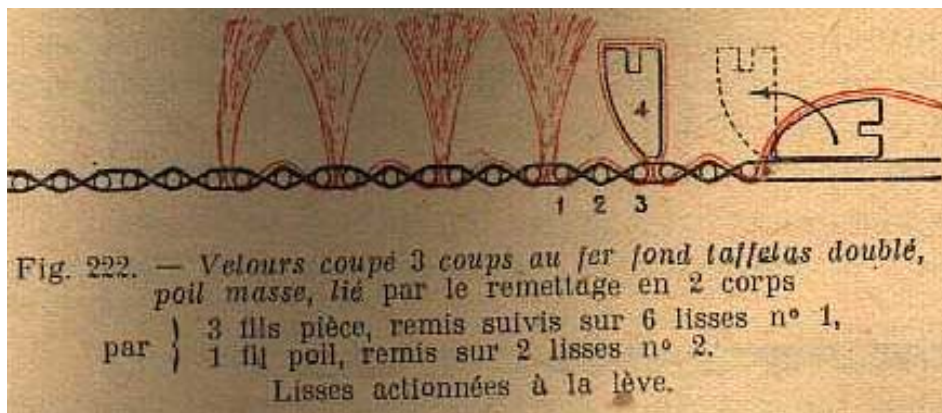 4
1 2 3
Fig. 222. — Velours coupé 3 coups au fer fond taffetas doublé,
poil masse, lié par le remettage en 2 corps
par } 3 fils pièce, remis suivis sur 6 lisses n° 1,
1 fil poil, remis sur 2 lisses n° 2.
Lisses actionnées à la lève.